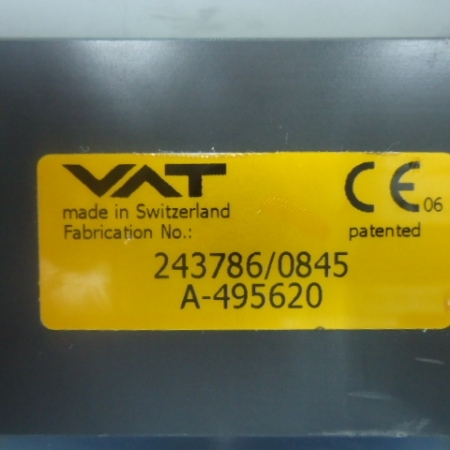 VAT
made in Switzerland
Fabrication No.:
CE 06
patented
243786/0845
A-495620